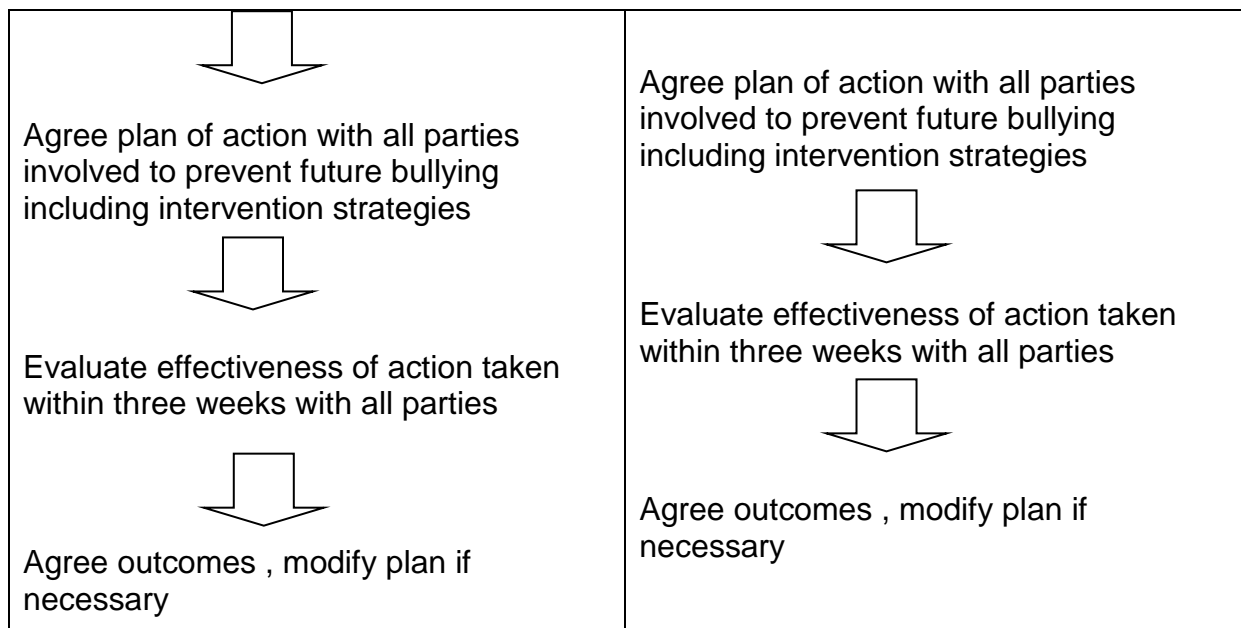 Agree plan of action with all parties
involved to prevent future bullying
including intervention strategies
Evaluate effectiveness of action taken
within three weeks with all parties
Agree outcomes , modify plan if
necessary
Agree plan of action with all parties
involved to prevent future bullying
including intervention strategies
Evaluate effectiveness of action taken
within three weeks with all parties
Agree outcomes , modify plan if
necessary